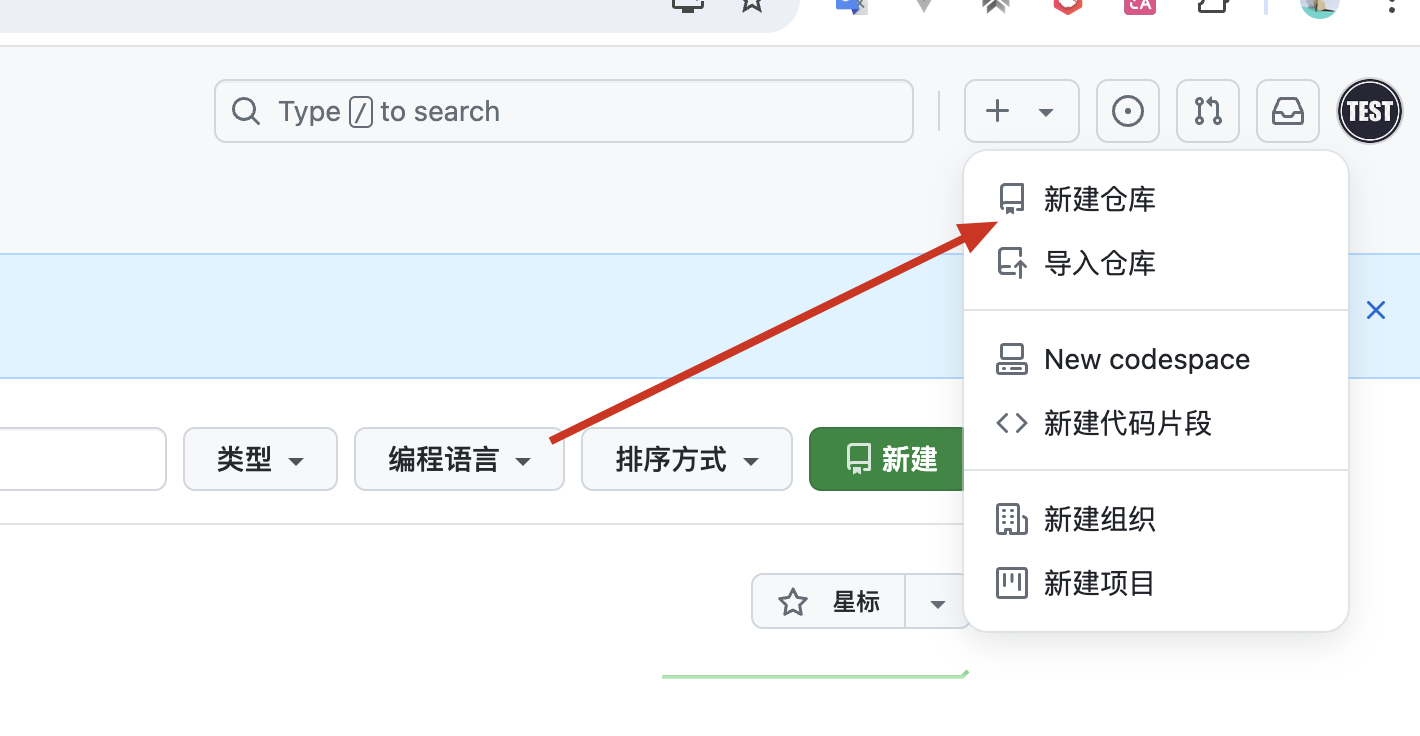 CA
Type / to search
TEST
新建仓库
导入仓库
New codespace
类型
编程语言
排序方式
新建
新建代码片段
新建组织
新建项目
星标